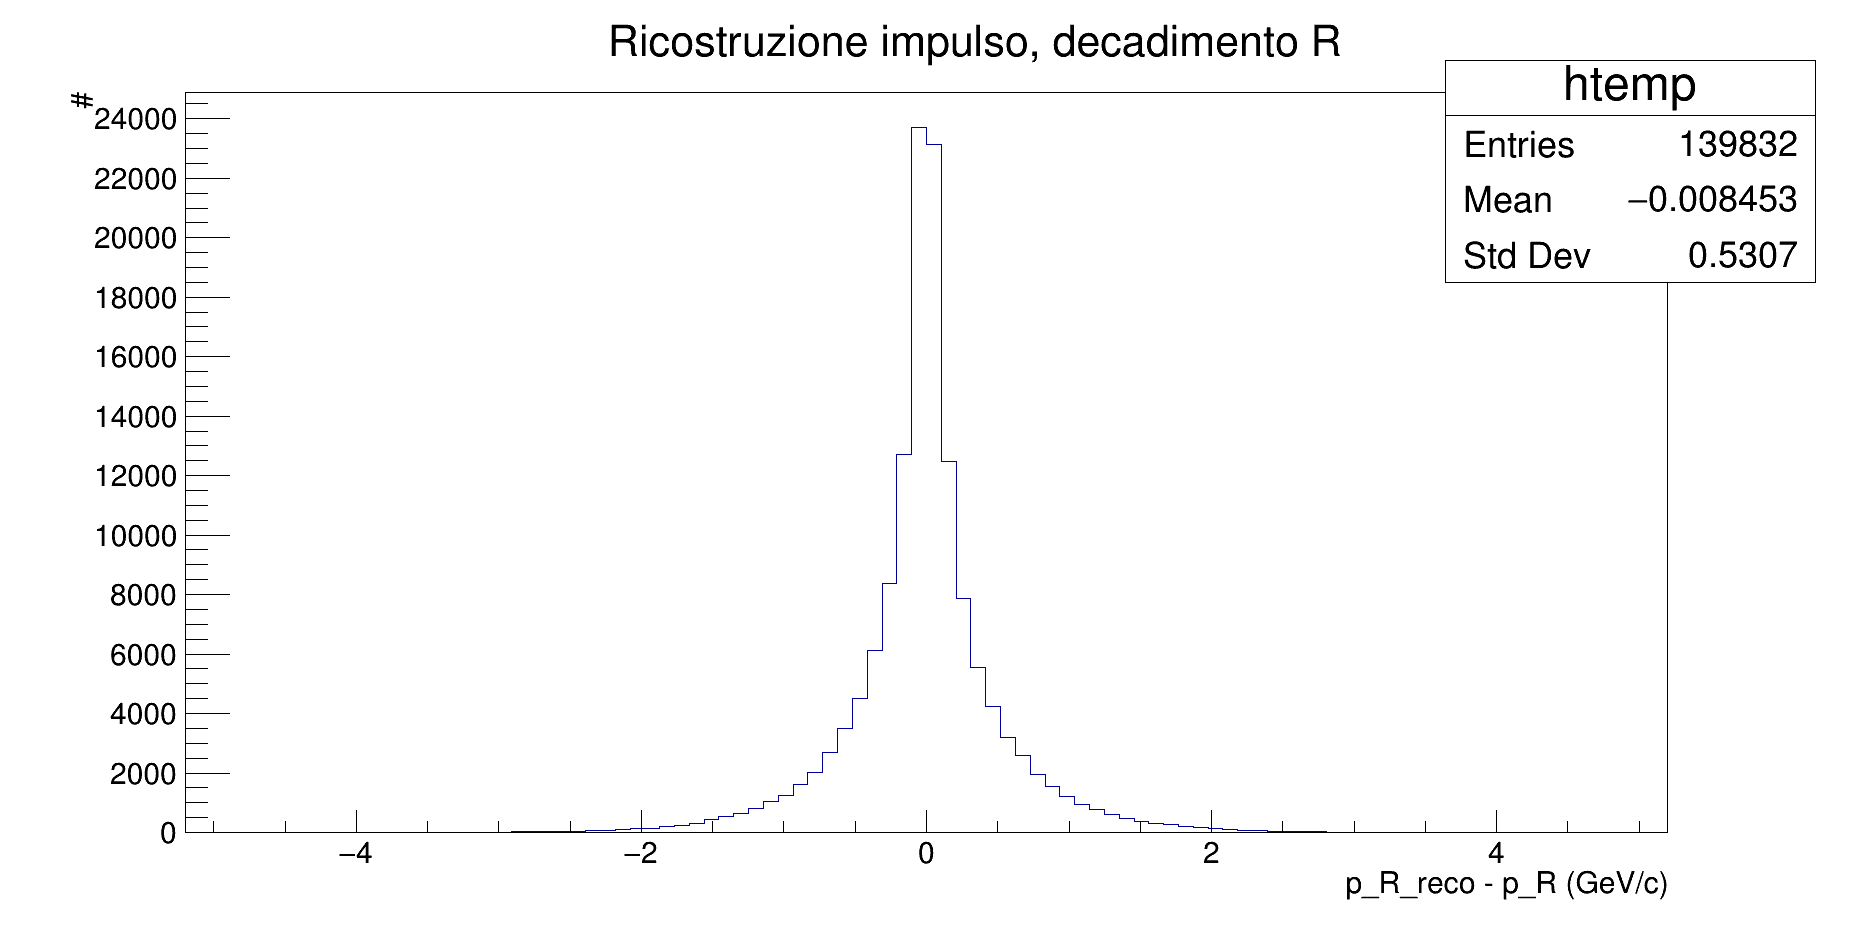 Ricostruzione impulso, decadimento R
htemp
Entries 139832
Mean −0.008453
Std Dev 0.5307
#
24000
22000
20000
18000
16000
14000
12000
10000
8000
6000
4000
2000
0
−4 −2 0 2 4
p_R_reco - p_R (GeV/c)